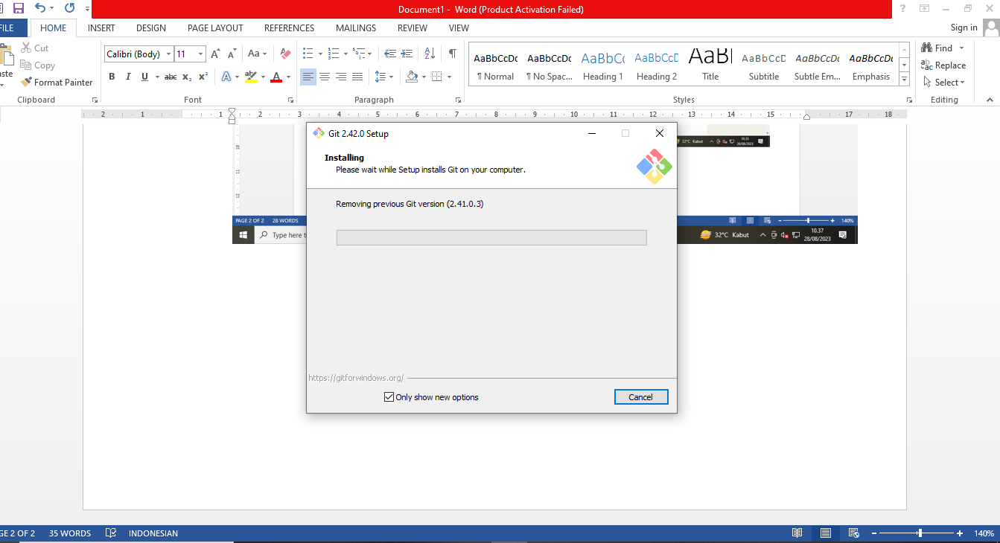 Document1 - Word (Product Activation Failed)
FILE HOME INSERT DESIGN PAGE LAYOUT REFERENCES MAILINGS REVIEW VIEW Sign in
Cut
Copy
Format Painter
Clipboard
Calibri (Body) 11
Font
Paragraph
AaBbCcDc AaBbCcDc AaBbCc AaBbCcD AaBl AaBbCcD AaBbCcDc AaBbCcDc
¶ Normal ¶ No Spac... Heading 1 Heading 2 Title Subtitle Subtle Em... Emphasis
Styles
Find
Replace
Select
Editing
2 1 1 2 3 4 5 6 7 8 9 10 11 12 13 14 15 17 18
Git 2.42.0 Setup
Installing
Please wait while Setup installs Git on your computer.
Removing previous Git version (2.41.0.3)
https://gitforwindows.org/
Only show new options
Cancel
32°C Kabut 10.33
28/08/2023
10
11
12
PAGE 2 OF 2 28 WORDS 140%
Type here t 32°C Kabut 10.37
28/08/2023
GE 2 OF 2 35 WORDS INDONESIAN 140%